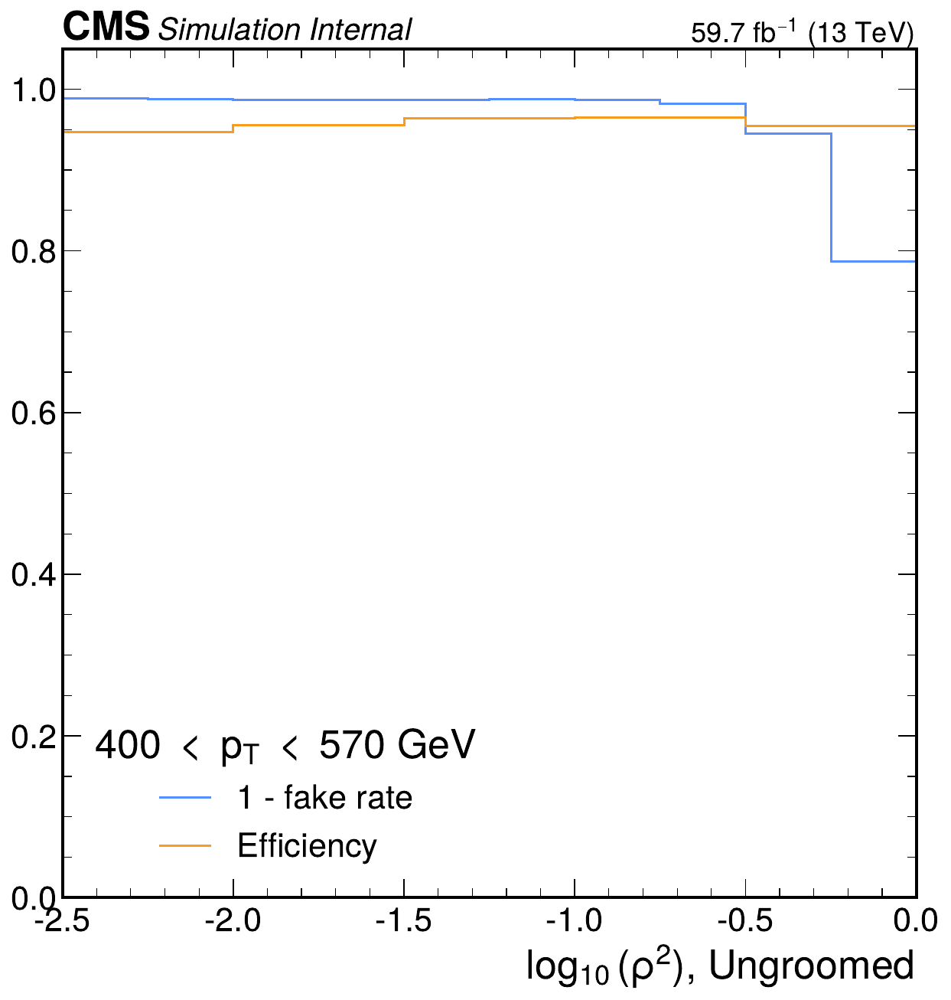 CMS Simulation Internal
59.7 fb⁻¹ (13 TeV)
1.0
0.8
0.6
0.4
0.2
0.0
400 < p_T < 570 GeV
1 - fake rate
Efficiency
-2.5 -2.0 -1.5 -1.0 -0.5 0.0
log₁₀(ρ²), Ungroomed